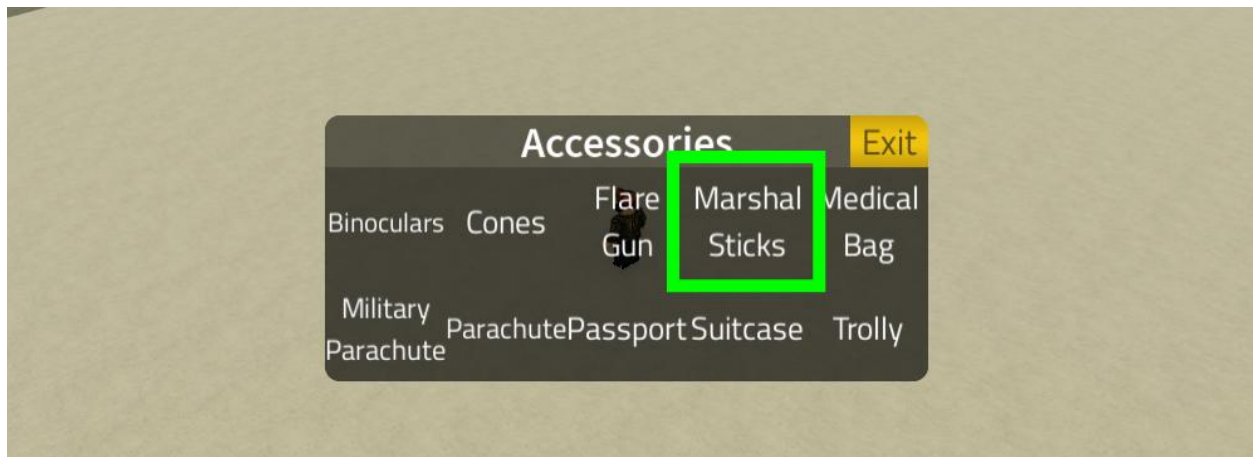 Accessories Exit
Binoculars Cones Flare Gun Marshal Sticks Medical Bag
Military Parachute Parachute Passport Suitcase Trolly